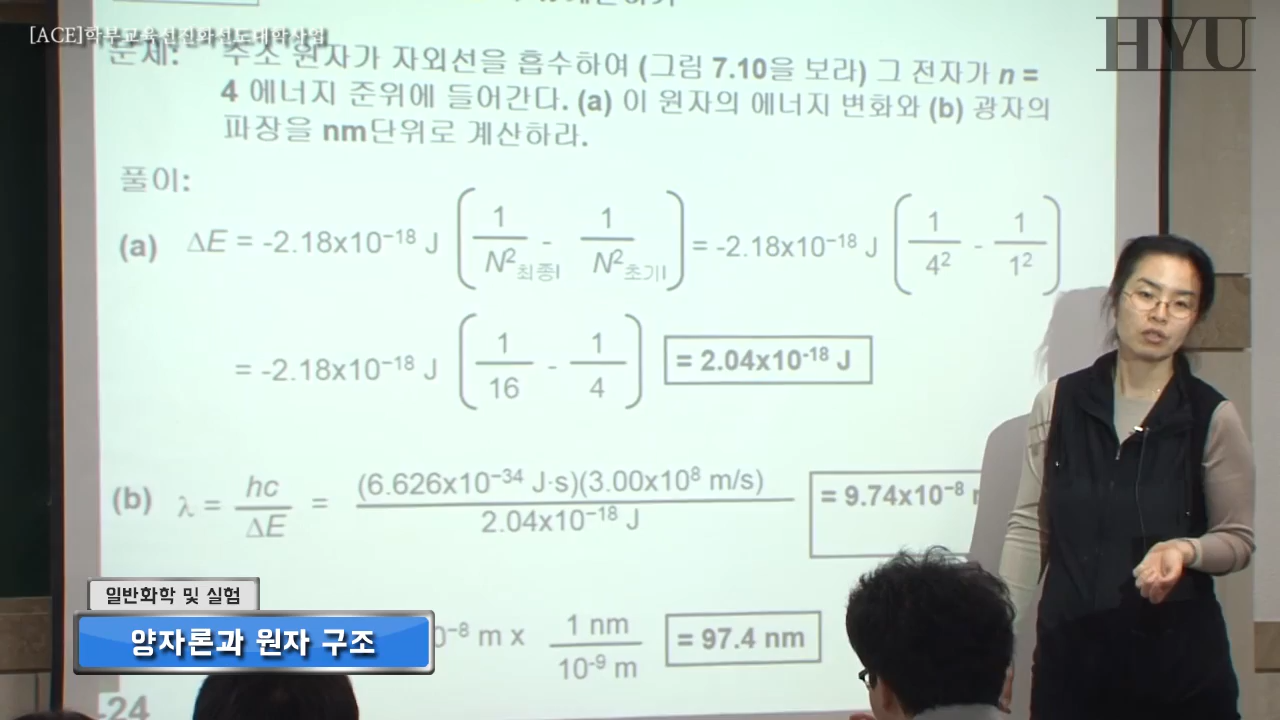 [ACE]학부교육선진화선도대학사업
HYU
문제: 수소 원자가 자외선을 흡수하여 (그림 7.10을 보라) 그 전자가 n =
4 에너지 준위에 들어간다. (a) 이 원자의 에너지 변화와 (b) 광자의
파장을 nm단위로 계산하라.
풀이:
(a) ΔE = -2.18x10⁻¹⁸ J (1/N²최종 - 1/N²초기) = -2.18x10⁻¹⁸ J (1/4² - 1/1²)
= -2.18x10⁻¹⁸ J (1/16 - 1/4) = 2.04x10⁻¹⁸ J
(b) λ = hc/ΔE = (6.626x10⁻³⁴ J·s)(3.00x10⁸ m/s)/2.04x10⁻¹⁸ J = 9.74x10⁻⁸
0⁻⁸ m x 1 nm/10⁻⁹ m = 97.4 nm
일반화학 및 실험
양자론과 원자 구조
-24